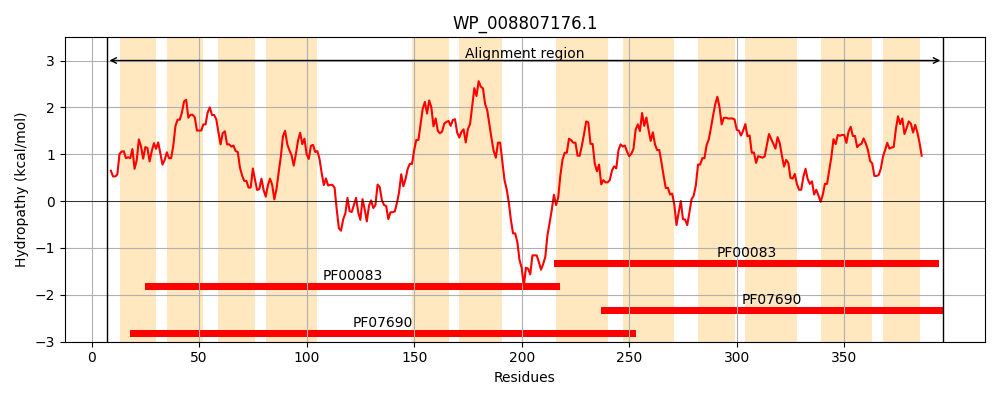 WP_008807176.1
Alignment region
3
2
1
0
−1
−2
−3
Hydropathy (kcal/mol)
PF00083
PF00083
PF07690
PF07690
0
50
100
150
200
250
300
350
Residues